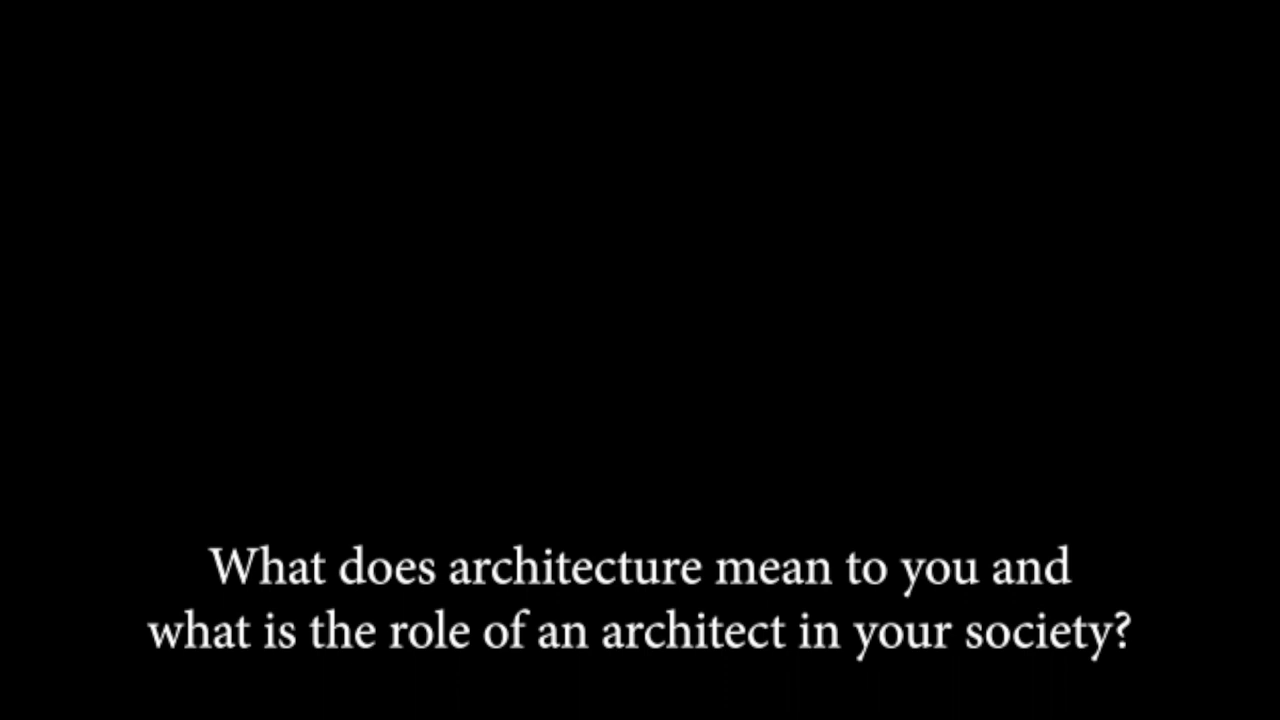 What does architecture mean to you and
what is the role of an architect in your society?